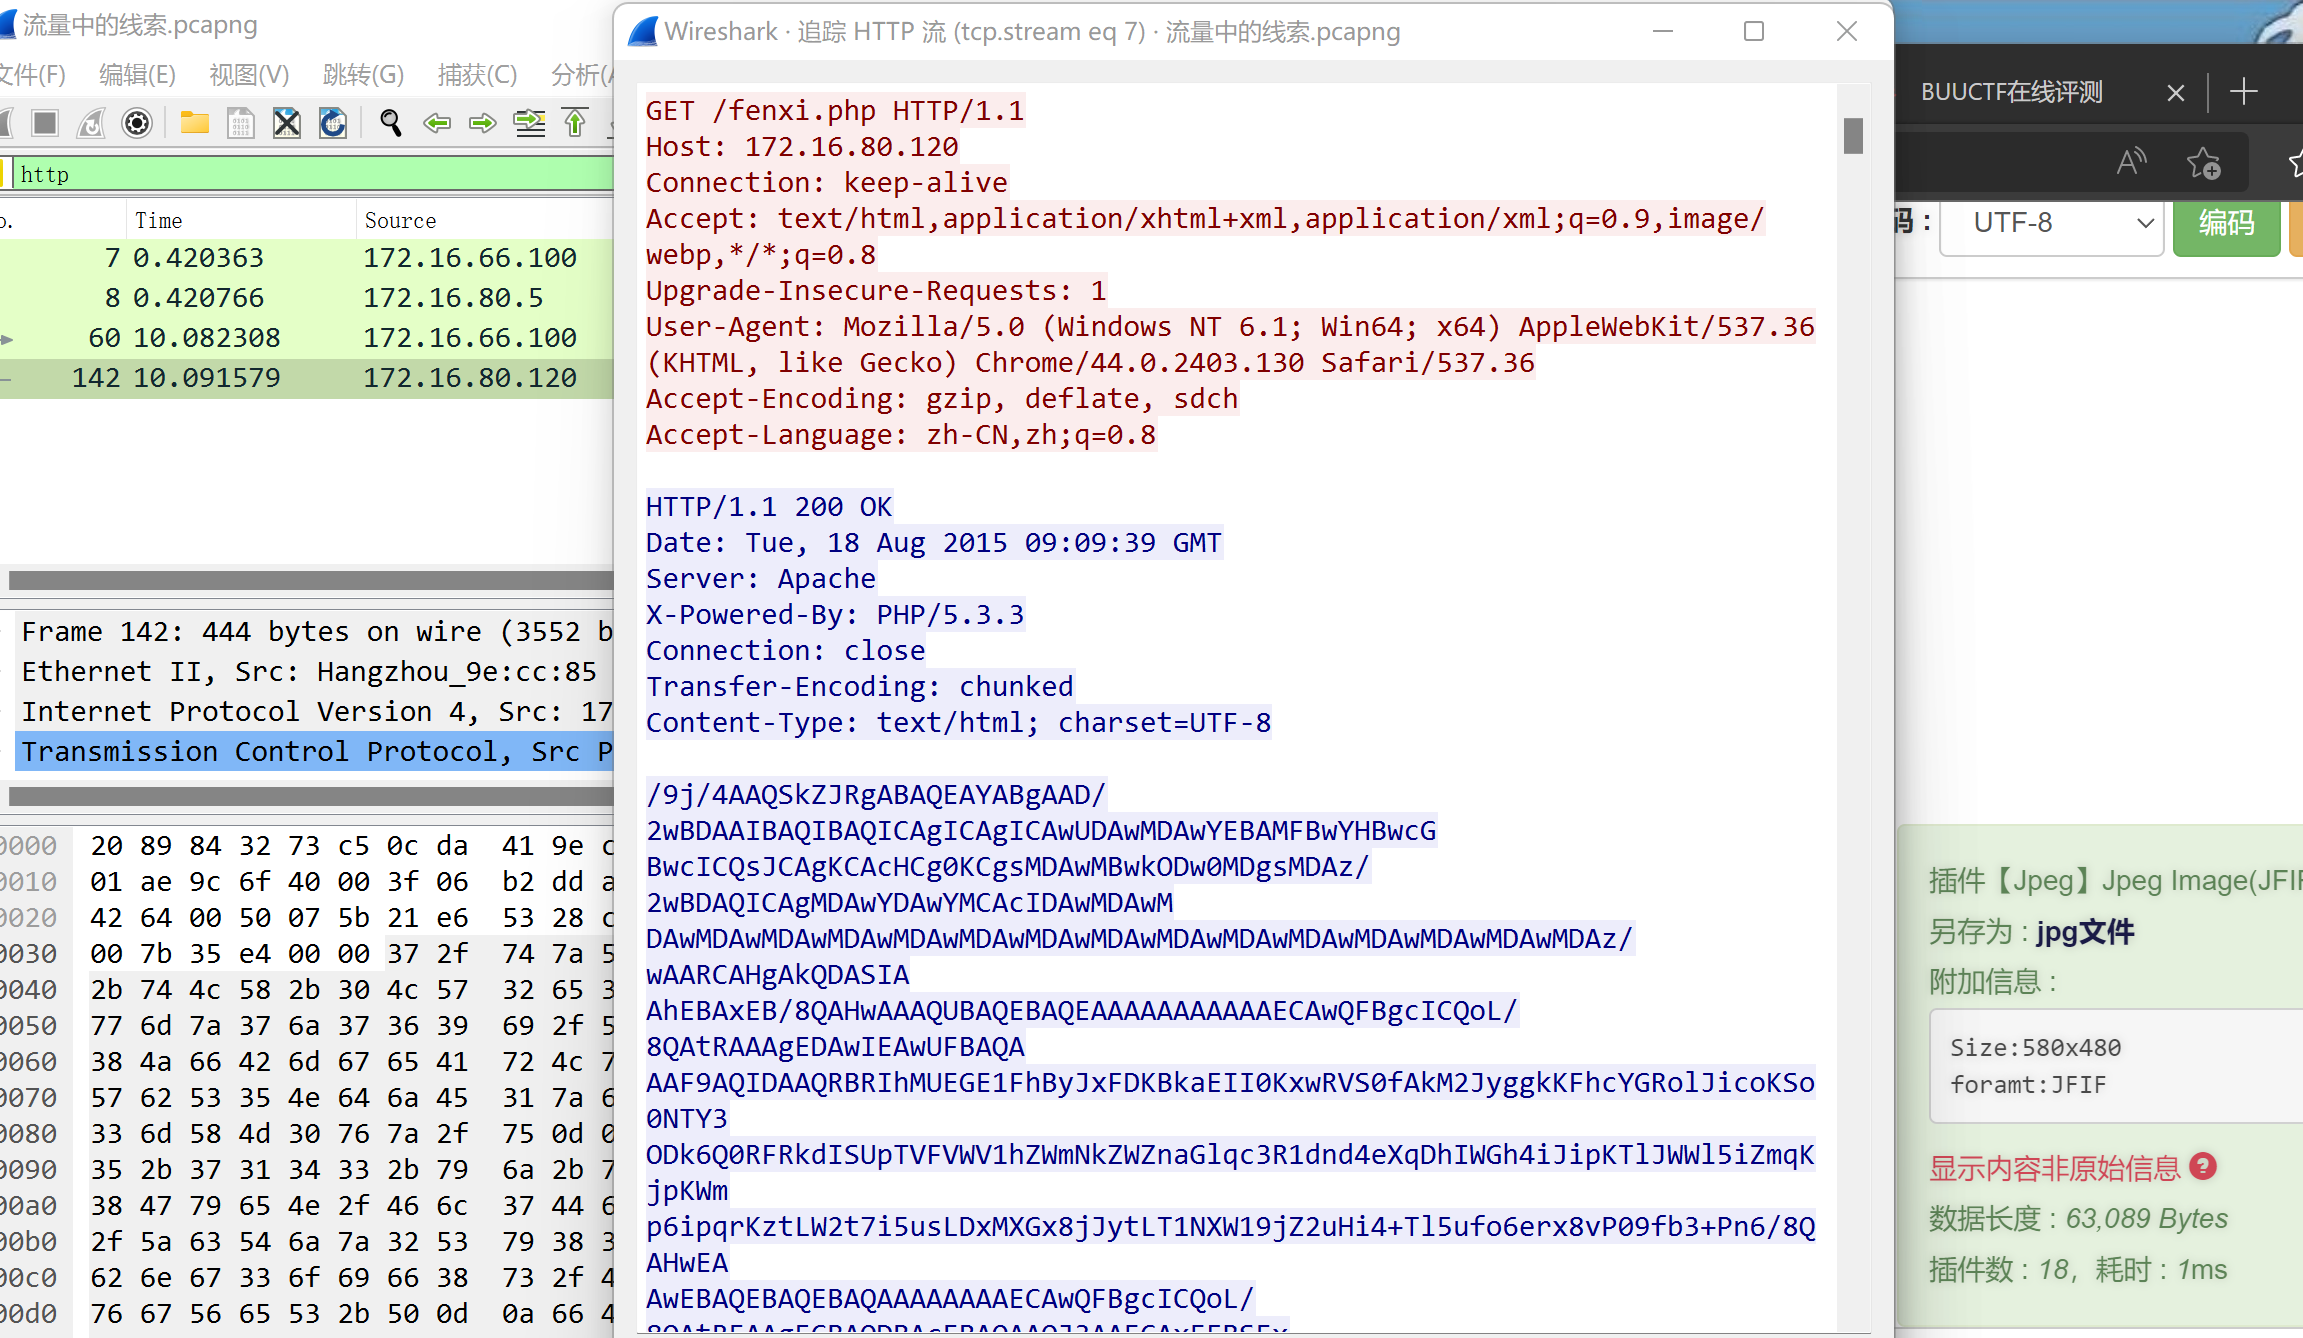 流量中的线索.pcapng
文件(F) 编辑(E) 视图(V) 跳转(G) 捕获(C) 分析(
http
Time Source
7 0.420363 172.16.66.100
8 0.420766 172.16.80.5
60 10.082308 172.16.66.100
142 10.091579 172.16.80.120
Frame 142: 444 bytes on wire (3552 b
Ethernet II, Src: Hangzhou_9e:cc:85
Internet Protocol Version 4, Src: 17
Transmission Control Protocol, Src P
0000 20 89 84 32 73 c5 0c da 41 9e
0010 01 ae 9c 6f 40 00 3f 06 b2 dd
0020 42 64 00 50 07 5b 21 e6 53 28
0030 00 7b 35 e4 00 00 37 2f 74 7a
0040 2b 74 4c 58 2b 30 4c 57 32 65
0050 77 6d 7a 37 6a 37 36 39 69 2f
0060 38 4a 66 42 6d 67 65 41 72 4c
0070 57 62 53 35 4e 64 6a 45 31 7a
0080 33 6d 58 4d 30 76 7a 2f 75 0d
0090 35 2b 37 31 34 33 2b 79 6a 2b
00a0 38 47 79 65 4e 2f 46 6c 37 44
00b0 2f 5a 63 54 6a 7a 32 53 79 38
00c0 62 6e 67 33 6f 69 66 38 73 2f
00d0 76 67 56 65 53 2b 50 0d 0a 66
Wireshark · 追踪 HTTP 流 (tcp.stream eq 7) · 流量中的线索.pcapng
GET /fenxi.php HTTP/1.1
Host: 172.16.80.120
Connection: keep-alive
Accept: text/html,application/xhtml+xml,application/xml;q=0.9,image/
webp,*/*;q=0.8
Upgrade-Insecure-Requests: 1
User-Agent: Mozilla/5.0 (Windows NT 6.1; Win64; x64) AppleWebKit/537.36
(KHTML, like Gecko) Chrome/44.0.2403.130 Safari/537.36
Accept-Encoding: gzip, deflate, sdch
Accept-Language: zh-CN,zh;q=0.8
HTTP/1.1 200 OK
Date: Tue, 18 Aug 2015 09:09:39 GMT
Server: Apache
X-Powered-By: PHP/5.3.3
Connection: close
Transfer-Encoding: chunked
Content-Type: text/html; charset=UTF-8
/9j/4AAQSkZJRgABAQEAYABgAAD/
2wBDAAIBAQIBAQICAgICAgICAwUDAwMDAwYEBAMFBwYHBwcG
BwcICQsJCAgKCAcHCg0KCgsMDAwMBwkODw0MDgsMDAz/
2wBDAQICAgMDAwYDAwYMCAcIDAwMDAwM
DAwMDAwMDAwMDAwMDAwMDAwMDAwMDAwMDAwMDAwMDAwMDAwMDAwMDAwMDAz/
wAARCAHgAkQDASIA
AhEBAxEB/8QAHwAAAQUBAQEBAQEAAAAAAAAAAAECAwQFBgcICQoL/
8QAtRAAAgEDAwIEAwUFBAQA
AAF9AQIDAAQRBRIhMUEGE1FhByJxFDKBkaEII0KxwRVS0fAkM2JyggkKFhcYGRolJicoKSo
0NTY3
ODk6Q0RFRkdISUpTVFVWV1hZWmNkZWZnaGlqc3R1dnd4eXqDhIWGh4iJipKTlJWWl5iZmqK
jpKWm
p6ipqrKztLW2t7i5usLDxMXGx8jJytLT1NXW19jZ2uHi4+Tl5ufo6erx8vP09fb3+Pn6/8Q
AHwEA
AwEBAQEBAQEBAQAAAAAAAAECAwQFBgcICQoL/
BUUCTF在线评测
码 : UTF-8 编码
插件【Jpeg】Jpeg Image(JFIF
另存为 : jpg文件
附加信息 :
Size:580x480
foramt:JFIF
显示内容非原始信息
数据长度 : 63,089 Bytes
插件数 : 18, 耗时 : 1ms